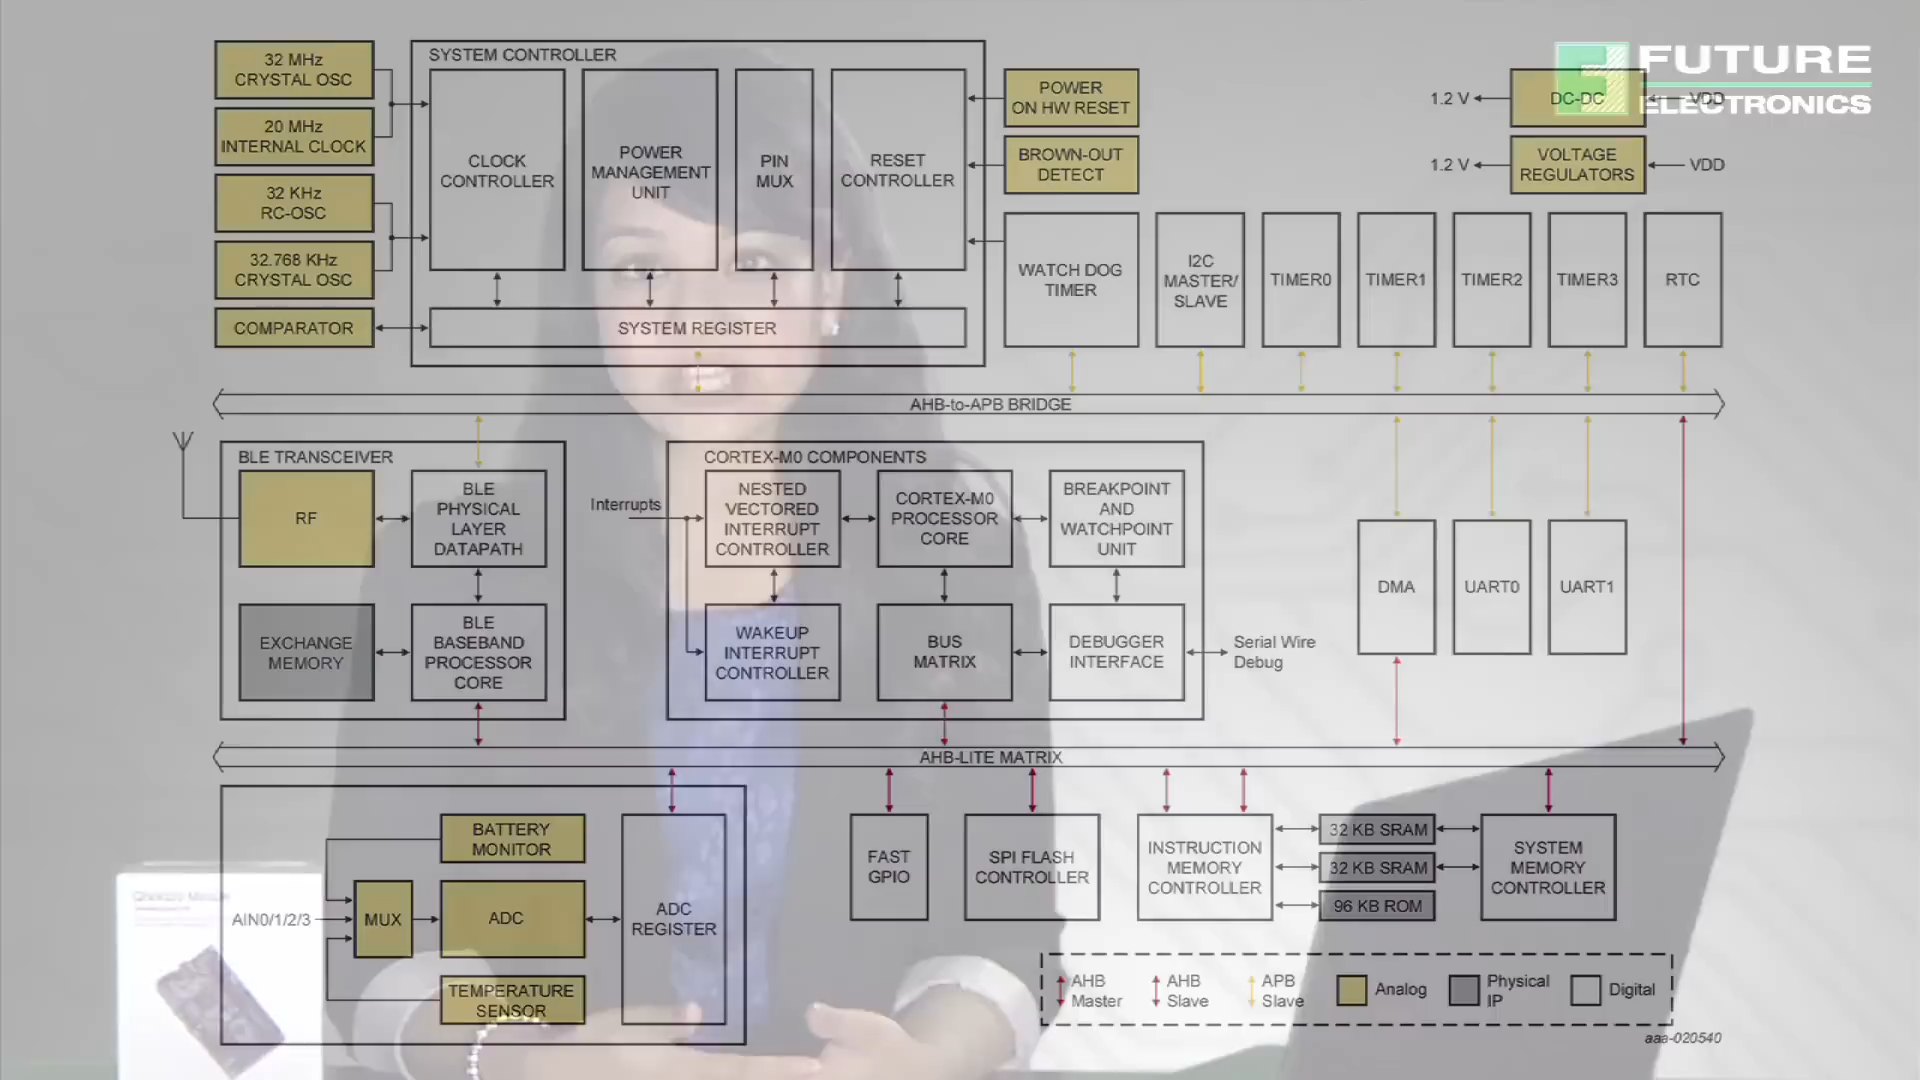 FUTURE
ELECTRONICS
32 MHz
CRYSTAL OSC
20 MHz
INTERNAL CLOCK
32 KHz
RC-OSC
32.768 KHz
CRYSTAL OSC
COMPARATOR
SYSTEM CONTROLLER
CLOCK
CONTROLLER
POWER
MANAGEMENT
UNIT
PIN
MUX
RESET
CONTROLLER
SYSTEM REGISTER
POWER
ON HW RESET
BROWN-OUT
DETECT
1.2 V
DC-DC
VDD
1.2 V
VOLTAGE
REGULATORS
VDD
WATCH DOG
TIMER
I2C
MASTER/
SLAVE
TIMER0
TIMER1
TIMER2
TIMER3
RTC
AHB-to-APB BRIDGE
BLE TRANSCEIVER
RF
BLE
PHYSICAL
LAYER
DATAPATH
EXCHANGE
MEMORY
BLE
BASEBAND
PROCESSOR
CORE
Interrupts
CORTEX-M0 COMPONENTS
NESTED
VECTORED
INTERRUPT
CONTROLLER
CORTEX-M0
PROCESSOR
CORE
BREAKPOINT
AND
WATCHPOINT
UNIT
WAKEUP
INTERRUPT
CONTROLLER
BUS
MATRIX
DEBUGGER
INTERFACE
Serial Wire
Debug
DMA
UART0
UART1
AHB-LITE MATRIX
AIN0/1/2/3
MUX
BATTERY
MONITOR
ADC
TEMPERATURE
SENSOR
ADC
REGISTER
FAST
GPIO
SPI FLASH
CONTROLLER
INSTRUCTION
MEMORY
CONTROLLER
32 KB SRAM
32 KB SRAM
96 KB ROM
SYSTEM
MEMORY
CONTROLLER
AHB
Master
AHB
Slave
APB
Slave
Analog
Physical
IP
Digital
aaa-020540